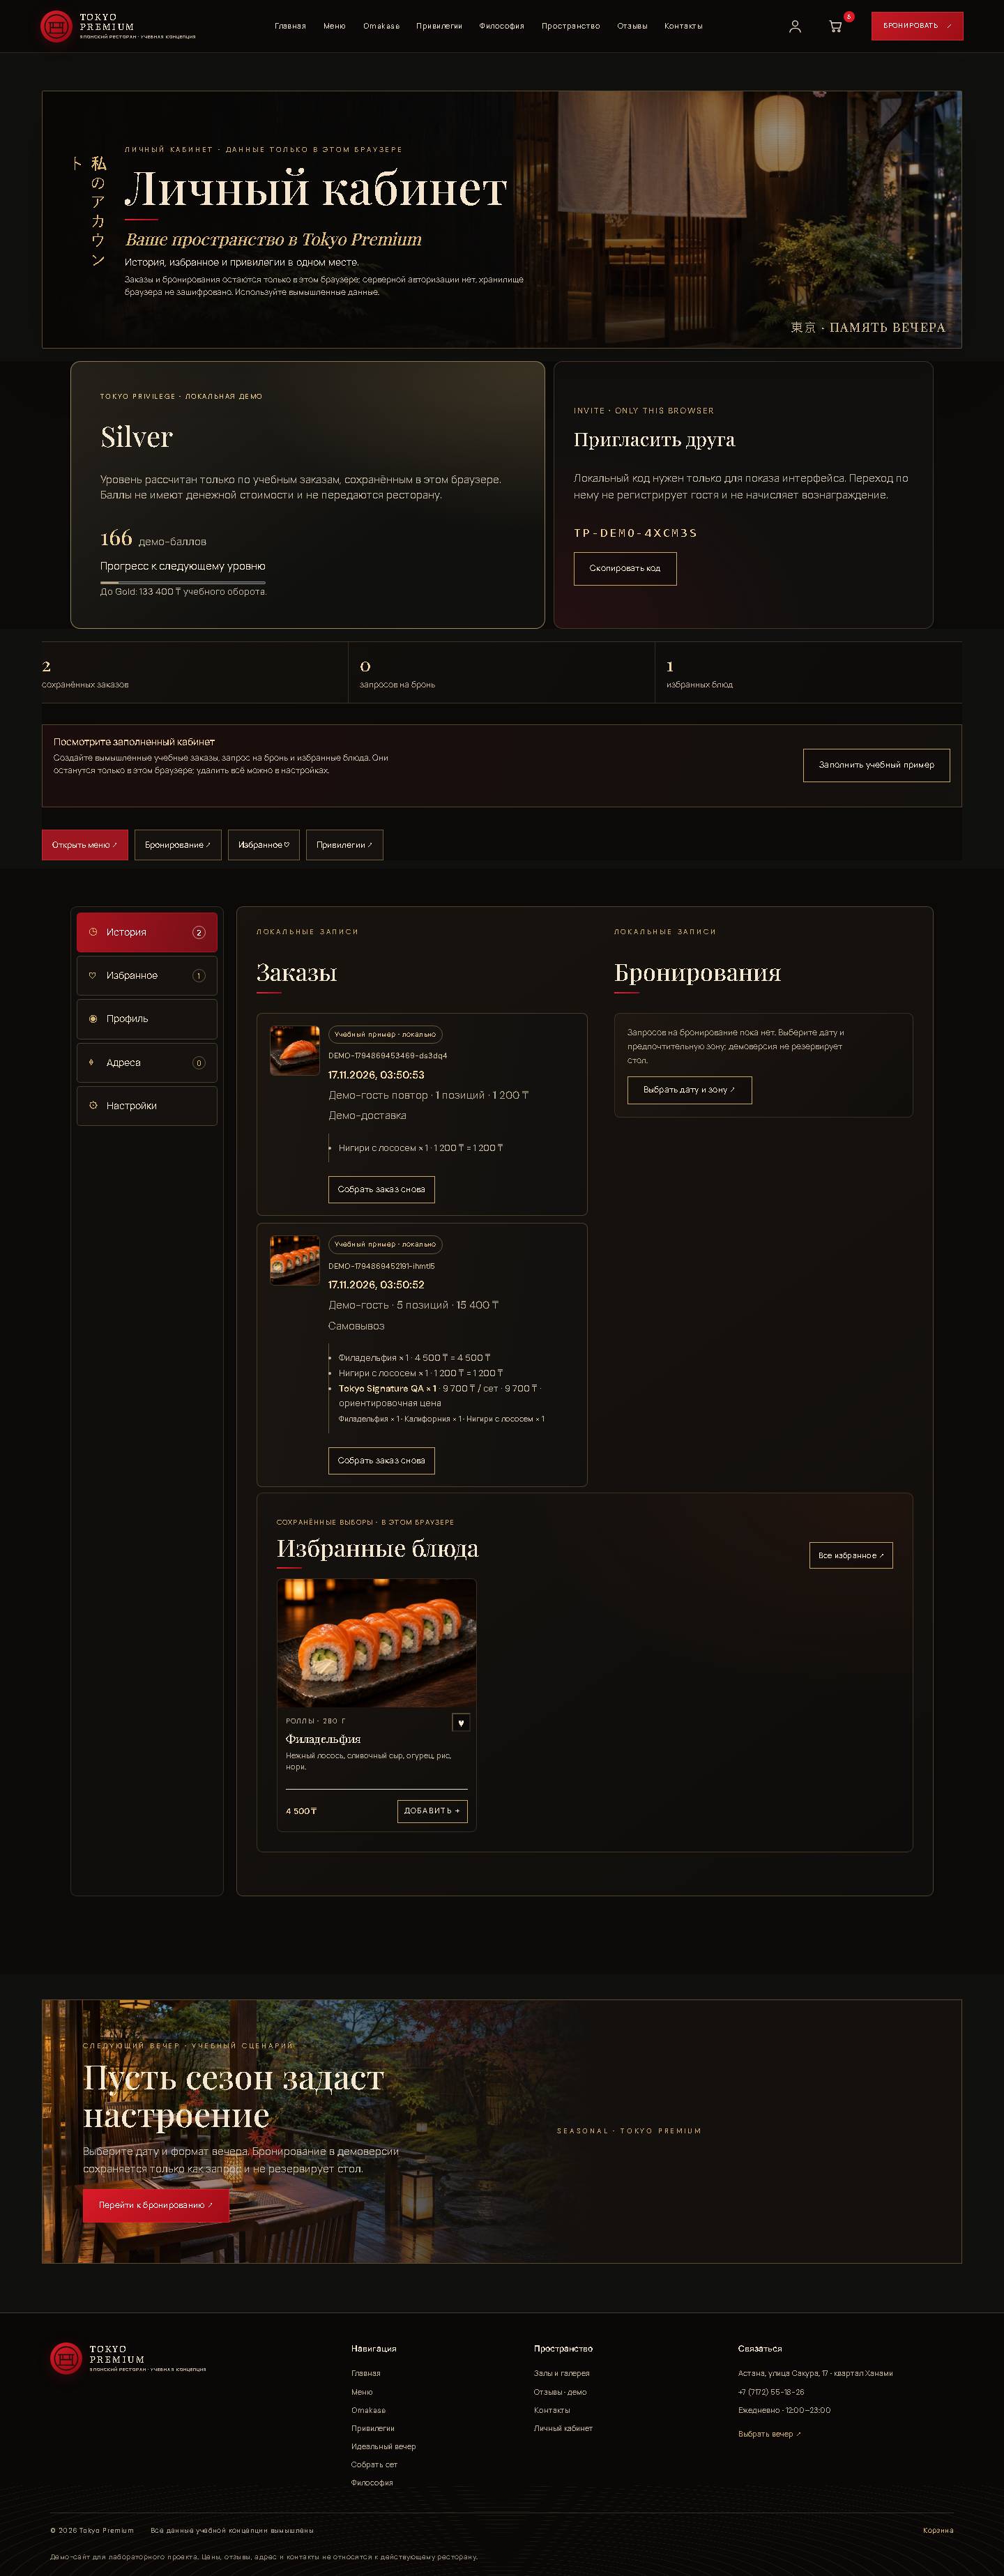 TOKYO
PREMIUM
ЯПОНСКИЙ РЕСТОРАН · УЧЕБНАЯ КОНЦЕПЦИЯ
Главная Меню Omakase Привилегии Философия Пространство Отзывы Контакты
БРОНИРОВАТЬ ↗
私のアカウント
ЛИЧНЫЙ КАБИНЕТ · ДАННЫЕ ТОЛЬКО В ЭТОМ БРАУЗЕРЕ
Личный кабинет
Ваше пространство в Tokyo Premium
История, избранное и привилегии в одном месте.
Заказы и бронирования остаются только в этом браузере; серверной авторизации нет, хранилище
браузера не зашифровано. Используйте вымышленные данные.
東京 · ПАМЯТЬ ВЕЧЕРА
TOKYO PRIVILEGE · ЛОКАЛЬНАЯ ДЕМО
Silver
Уровень рассчитан только по учебным заказам, сохранённым в этом браузере.
Баллы не имеют денежной стоимости и не передаются ресторану.
166 демо-баллов
Прогресс к следующему уровню
До Gold: 133 400 ₸ учебного оборота.
INVITE · ONLY THIS BROWSER
Пригласить друга
Локальный код нужен только для показа интерфейса. Переход по
нему не регистрирует гостя и не начисляет вознаграждение.
TP-DEMO-4XCM3S
Скопировать код
2
сохранённых заказов
0
запросов на бронь
1
избранных блюд
Посмотрите заполненный кабинет
Создайте вымышленные учебные заказы, запрос на бронь и избранные блюда. Они
останутся только в этом браузере; удалить всё можно в настройках.
Заполнить учебный пример
Открыть меню ↗ Бронирование ↗ Избранное ♡ Привилегии ↗
История 2
Избранное 1
Профиль
Адреса 0
Настройки
ЛОКАЛЬНЫЕ ЗАПИСИ
Заказы
Учебный пример · локально
DEMO-1794869453469-ds3dq4
17.11.2026, 03:50:53
Демо-гость повтор · 1 позиций · 1 200 ₸
Демо-доставка
Нигири с лососем × 1 · 1 200 ₸ = 1 200 ₸
Собрать заказ снова
Учебный пример · локально
DEMO-1794869452191-ihmtl5
17.11.2026, 03:50:52
Демо-гость · 5 позиций · 15 400 ₸
Самовывоз
Филадельфия × 1 · 4 500 ₸ = 4 500 ₸
Нигири с лососем × 1 · 1 200 ₸ = 1 200 ₸
Tokyo Signature QA × 1 · 9 700 ₸ / сет · 9 700 ₸ ·
ориентировочная цена
Филадельфия × 1 · Калифорния × 1 · Нигири с лососем × 1
Собрать заказ снова
ЛОКАЛЬНЫЕ ЗАПИСИ
Бронирования
Запросов на бронирование пока нет. Выберите дату и
предпочтительную зону; демоверсия не резервирует
стол.
Выбрать дату и зону ↗
СОХРАНЁННЫЕ ВЫБОРЫ · В ЭТОМ БРАУЗЕРЕ
Избранные блюда
Все избранное ↗
РОЛЛЫ · 280 Г
♥
Филадельфия
Нежный лосось, сливочный сыр, огурец, рис,
нори.
4 500 ₸
ДОБАВИТЬ +
СЛЕДУЮЩИЙ ВЕЧЕР · УЧЕБНЫЙ СЦЕНАРИЙ
Пусть сезон задаст
настроение
Выберите дату и формат вечера. Бронирование в демоверсии
сохраняется только как запрос и не резервирует стол.
Перейти к бронированию ↗
SEASONAL · TOKYO PREMIUM
TOKYO
PREMIUM
ЯПОНСКИЙ РЕСТОРАН · УЧЕБНАЯ КОНЦЕПЦИЯ
Навигация
Главная
Меню
Omakase
Привилегии
Идеальный вечер
Собрать сет
Философия
Пространство
Залы и галерея
Отзывы · демо
Контакты
Личный кабинет
Связаться
Астана, улица Сакура, 17 · квартал Ханами
+7 (7172) 55-18-26
Ежедневно · 12:00–23:00
Выбрать вечер ↗
© 2026 Tokyo Premium
Все данные учебной концепции вымышлены
Корзина
Демо-сайт для лабораторного проекта. Цены, отзывы, адрес и контакты не относятся к действующему ресторану.